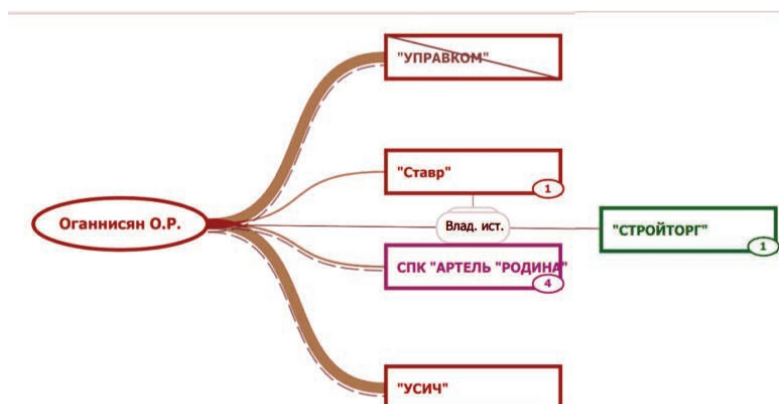 "УПРАВКОМ"
"Ставр"
1
Оганнисян О.Р.
Влад. ист.
"СТРОЙТОРГ"
1
СПК "АРТЕЛЬ "РОДИНА"
4
"УСИЧ"